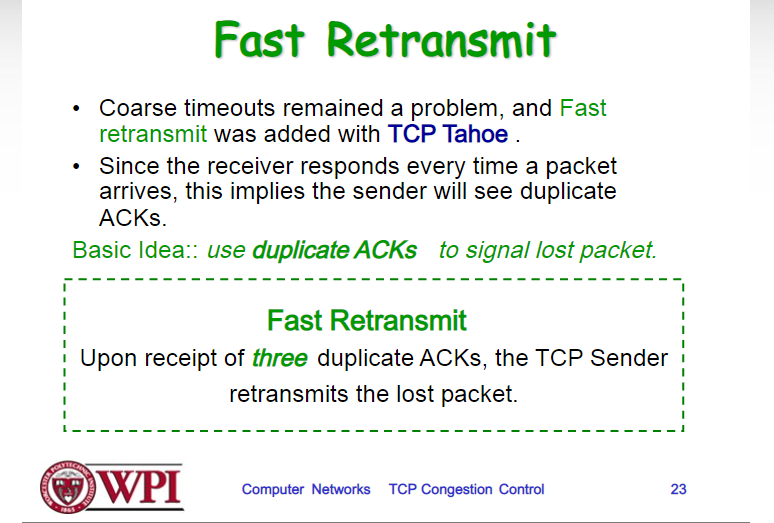 Fast Retransmit
• Coarse timeouts remained a problem, and Fast
retransmit was added with TCP Tahoe .
• Since the receiver responds every time a packet
arrives, this implies the sender will see duplicate
ACKs.
Basic Idea:: use duplicate ACKs to signal lost packet.
Fast Retransmit
Upon receipt of three duplicate ACKs, the TCP Sender
retransmits the lost packet.
WPI
Computer Networks TCP Congestion Control
23